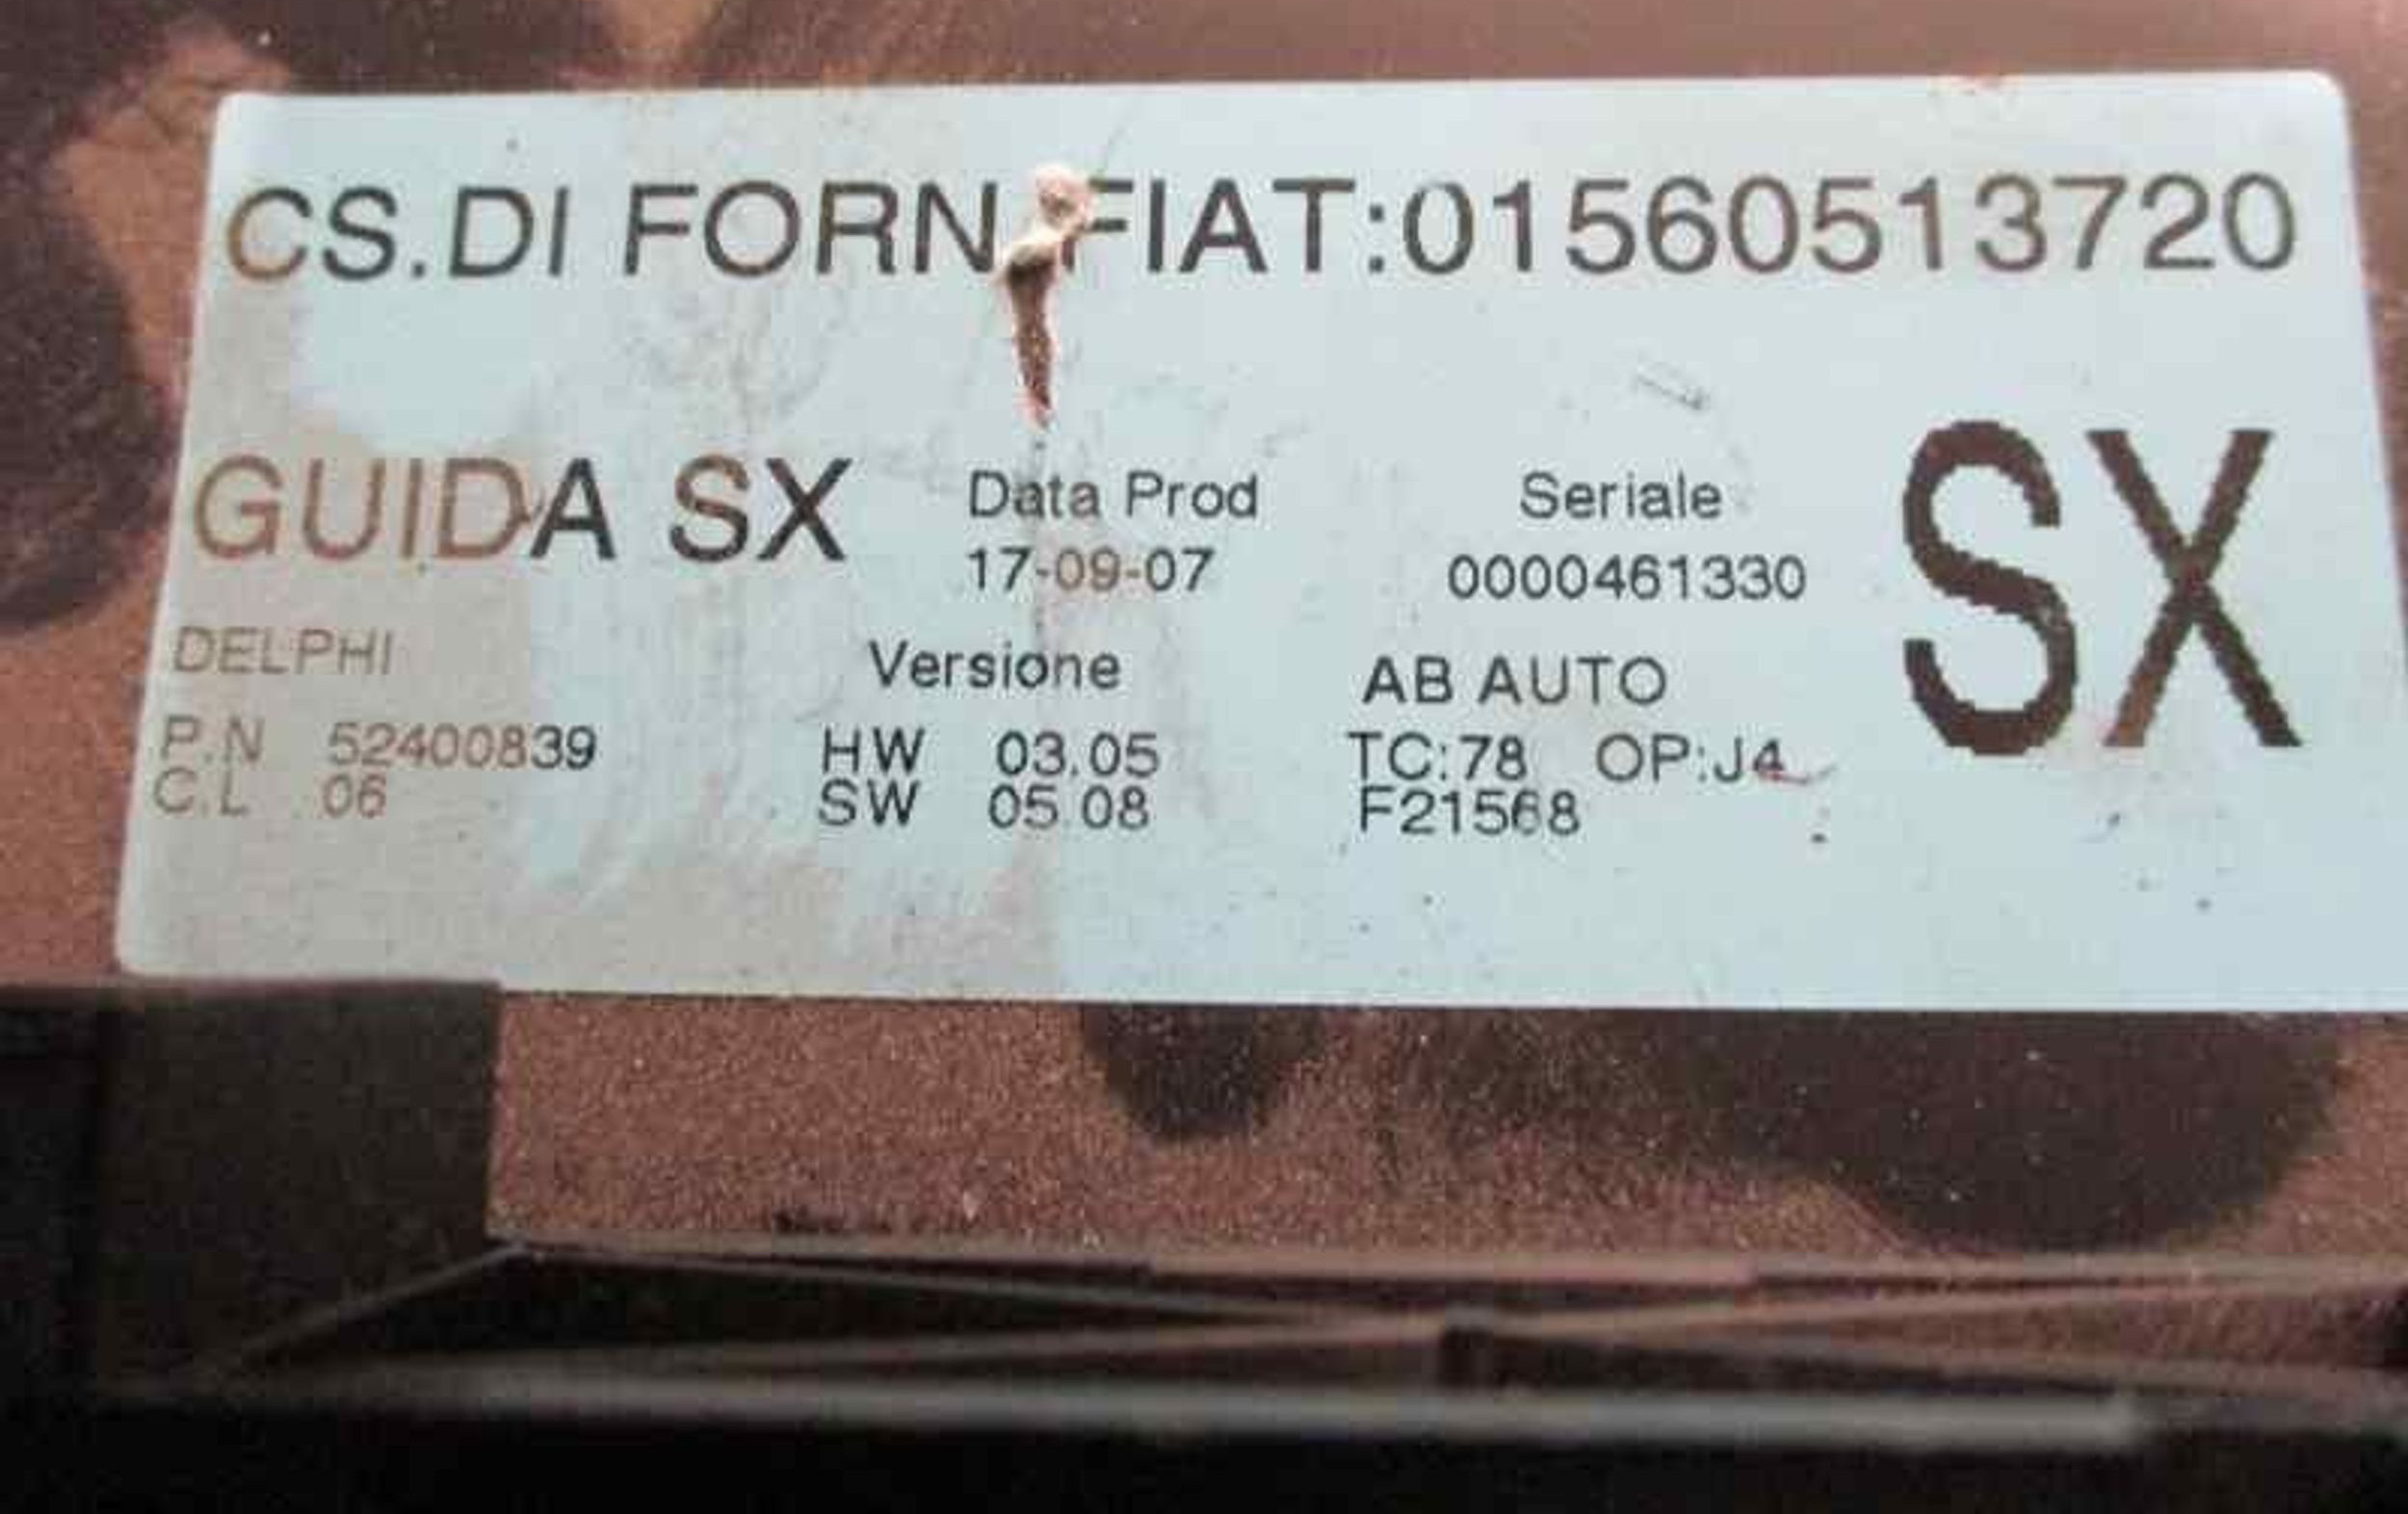 CS.DI FORN FIAT:01560513720
GUIDA SX
Data Prod
17-09-07
Seriale
0000461330
SX
DELPHI
P.N 52400839
C.L 06
Versione
HW 03.05
SW 05.08
AB AUTO
TC:78 OP:J4
F21568